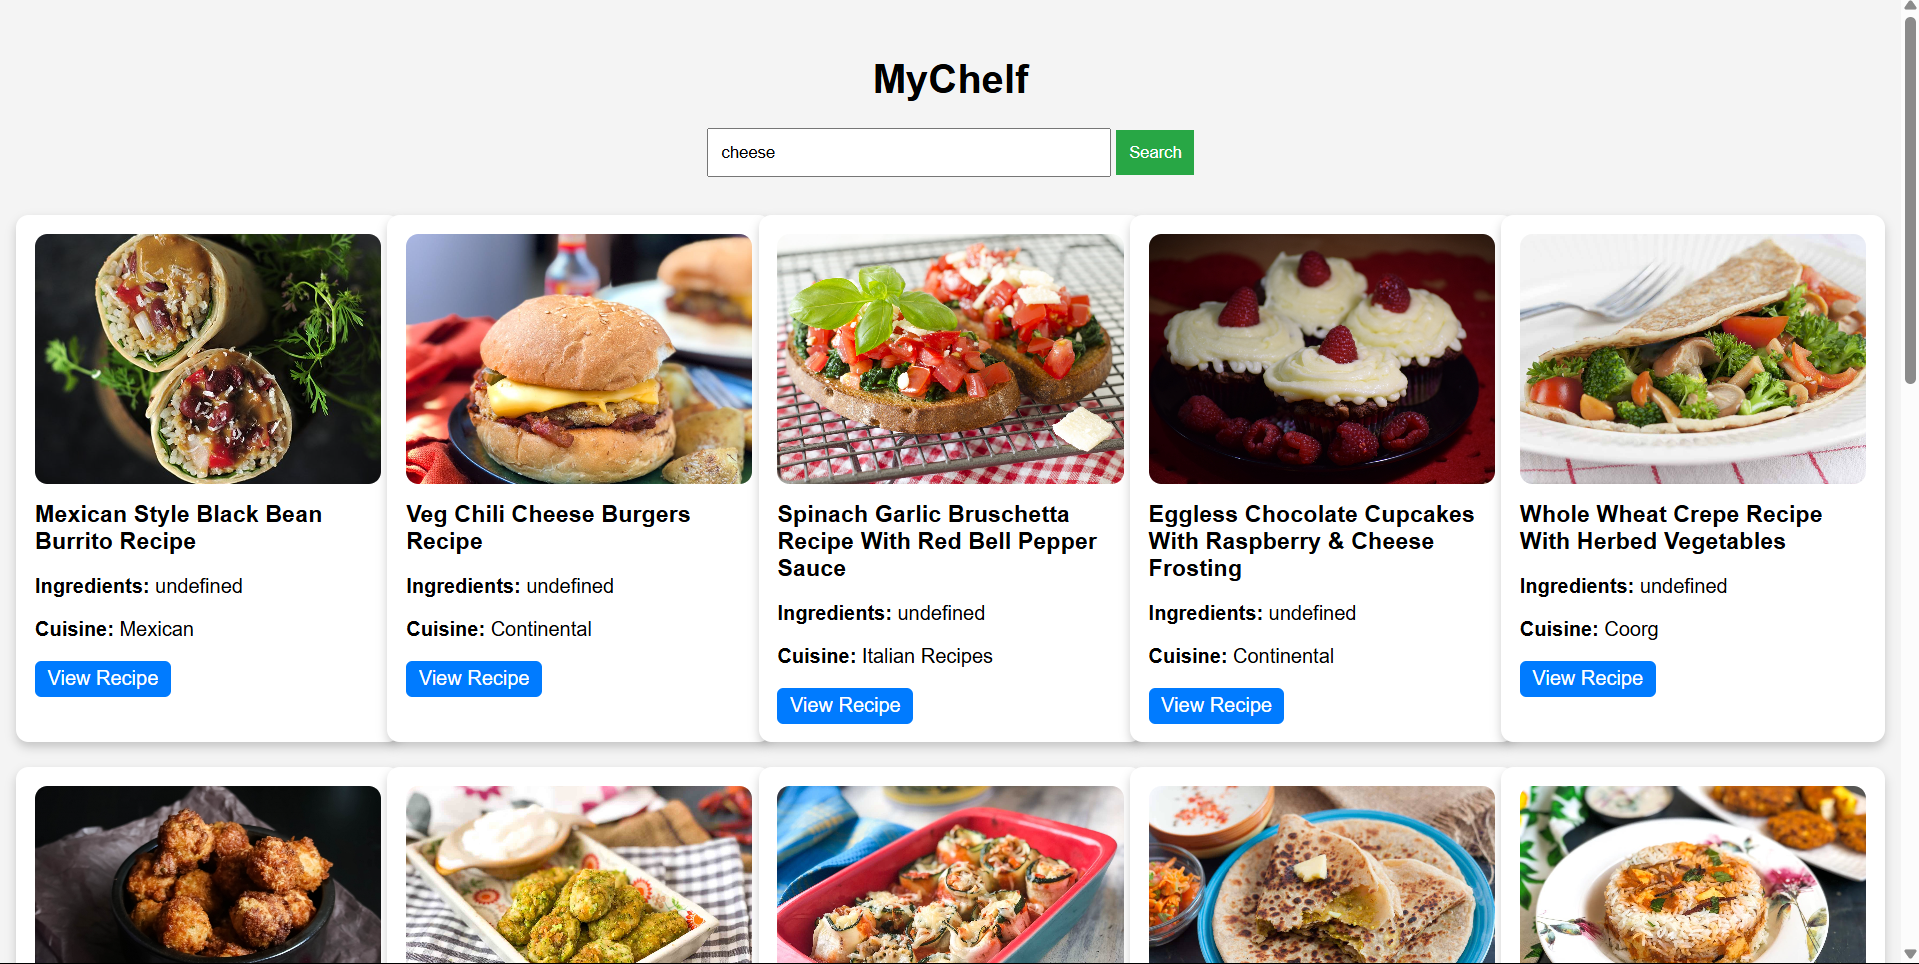 MyChelf
cheese
Search
Mexican Style Black Bean
Burrito Recipe
Ingredients: undefined
Cuisine: Mexican
View Recipe
Veg Chili Cheese Burgers
Recipe
Ingredients: undefined
Cuisine: Continental
View Recipe
Spinach Garlic Bruschetta
Recipe With Red Bell Pepper
Sauce
Ingredients: undefined
Cuisine: Italian Recipes
View Recipe
Eggless Chocolate Cupcakes
With Raspberry & Cheese
Frosting
Ingredients: undefined
Cuisine: Continental
View Recipe
Whole Wheat Crepe Recipe
With Herbed Vegetables
Ingredients: undefined
Cuisine: Coorg
View Recipe